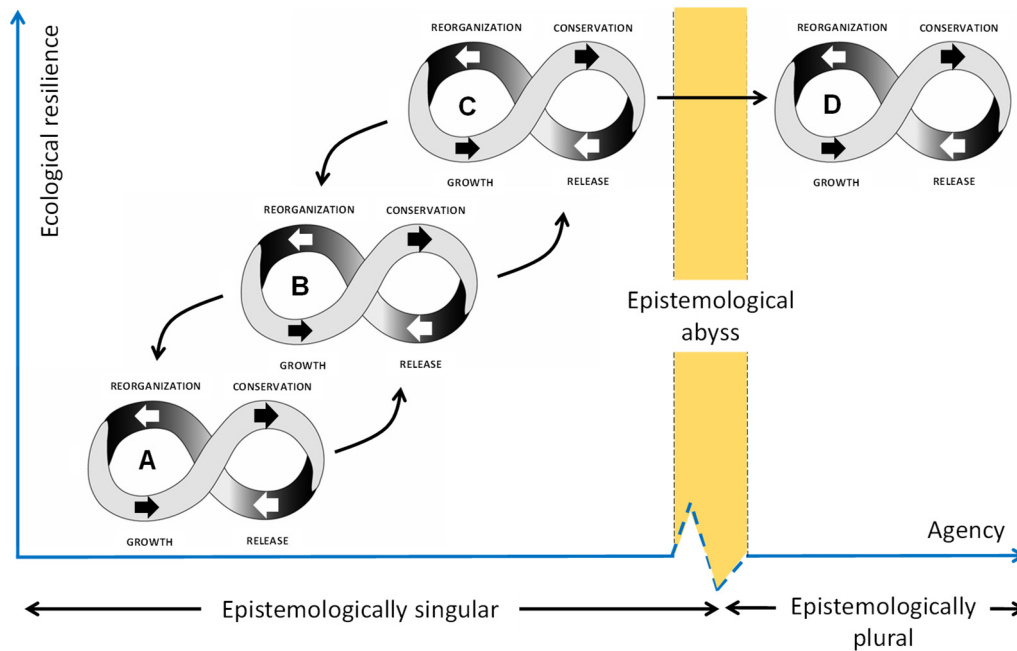 Ecological resilience
REORGANIZATION CONSERVATION
C
GROWTH RELEASE
REORGANIZATION CONSERVATION
D
GROWTH RELEASE
REORGANIZATION CONSERVATION
B
GROWTH RELEASE
Epistemological
abyss
REORGANIZATION CONSERVATION
A
GROWTH RELEASE
Agency
Epistemologically singular
Epistemologically
plural